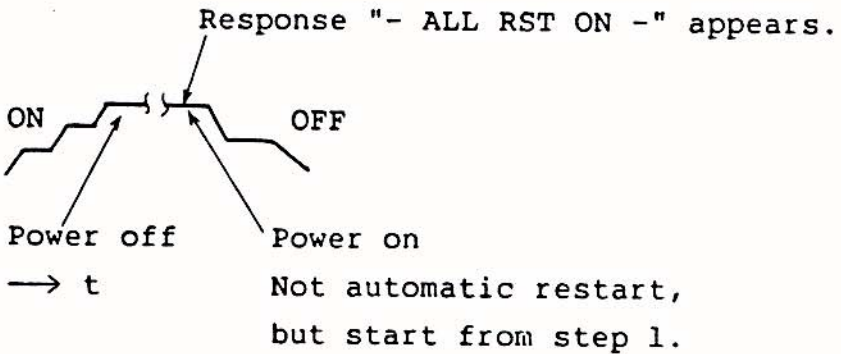 Response "- ALL RST ON -" appears.
ON
OFF
Power off
Power on
→ t
Not automatic restart,
but start from step 1.